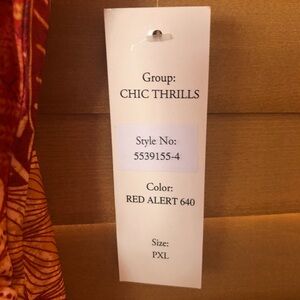 Group:
CHIC THRILLS
Style No:
5539155-4
Color:
RED ALERT 640
Size:
PXL